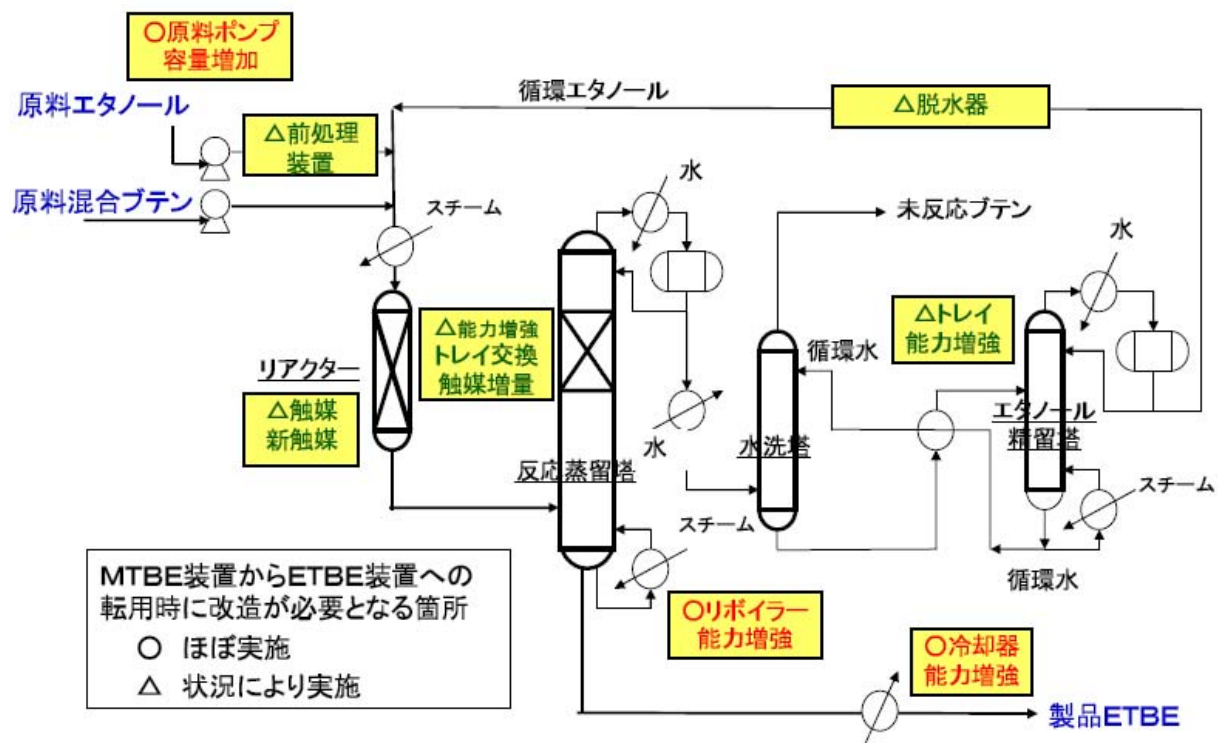 ○原料ポンプ
容量増加
原料エタノール
△前処理
装置
原料混合ブテン
循環エタノール
△脱水器
スチーム
水
未反応ブテン
水
リアクター
△触媒
新触媒
△能力増強
トレイ交換
触媒増量
反応蒸留塔
水
スチーム
水洗塔
循環水
△トレイ
能力増強
エタノール
精留塔
スチーム
循環水
○リボイラー
能力増強
○冷却器
能力増強
製品ETBE
MTBE装置からETBE装置への
転用時に改造が必要となる箇所
○ ほぼ実施
△ 状況により実施